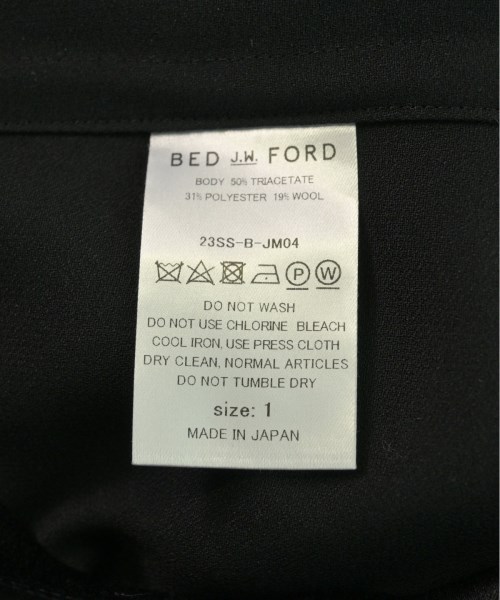 BED J.W. FORD
BODY 50% TRIACETATE
31% POLYESTER 19% WOOL
23SS-B-JM04
P W
DO NOT WASH
DO NOT USE CHLORINE BLEACH
COOL IRON, USE PRESS CLOTH
DRY CLEAN, NORMAL ARTICLES
DO NOT TUMBLE DRY
size: 1
MADE IN JAPAN